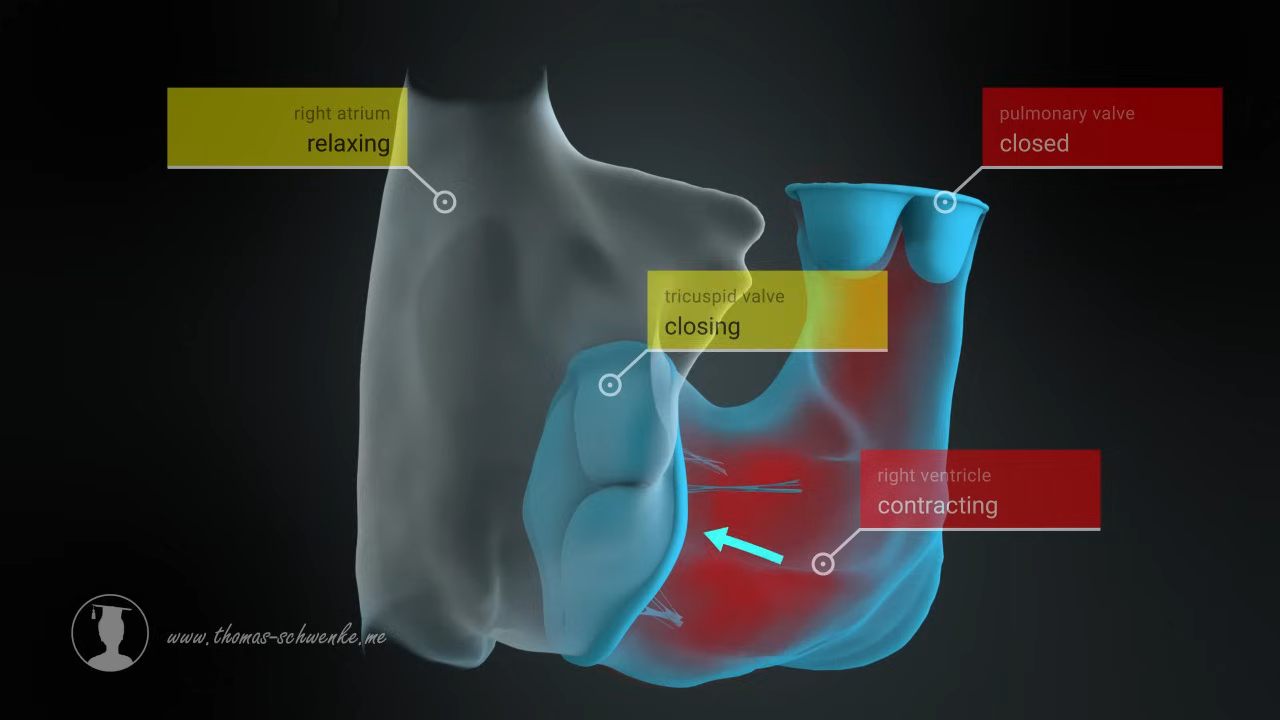 right atrium
relaxing
pulmonary valve
closed
tricuspid valve
closing
right ventricle
contracting
www.thomas-schwenke.me